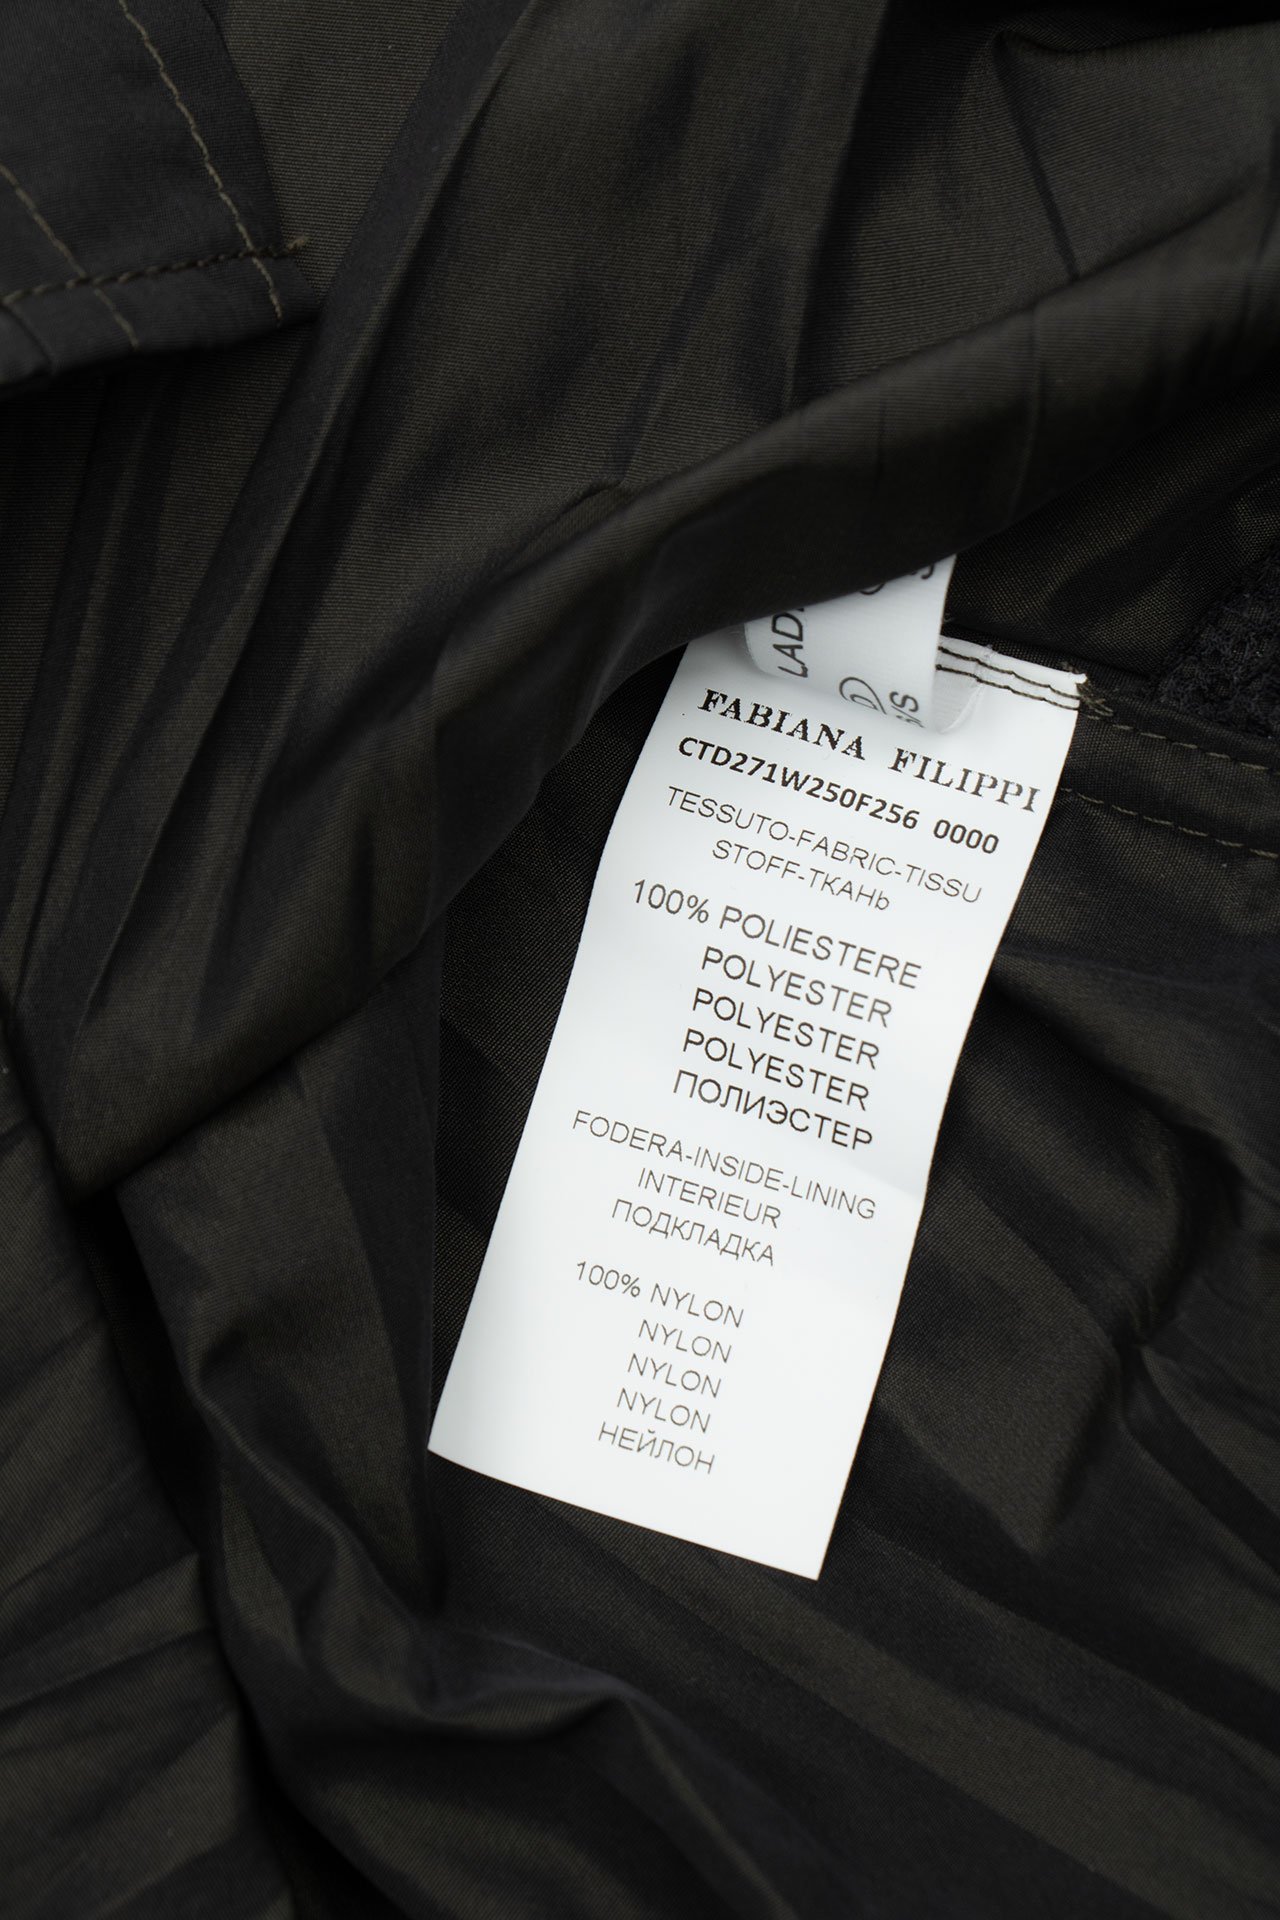 FABIANA FILIPPI
CTD271W250F256 0000
TESSUTO-FABRIC-TISSU
STOFF-ТКАНЬ
100% POLIESTERE
POLYESTER
POLYESTER
POLYESTER
ПОЛИЭСТЕР
FODERA-INSIDE-LINING
INTERIEUR
ПОДКЛАДКА
100% NYLON
NYLON
NYLON
NYLON
НЕЙЛОН